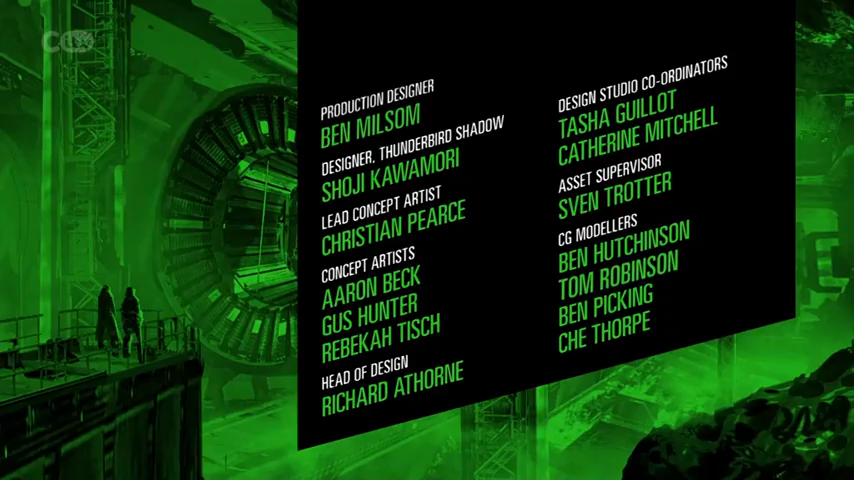 PRODUCTION DESIGNER
BEN MILSOM
DESIGNER, THUNDERBIRD SHADOW
SHOJI KAWAMORI
LEAD CONCEPT ARTIST
CHRISTIAN PEARCE
CONCEPT ARTISTS
AARON BECK
GUS HUNTER
REBEKAH TISCH
HEAD OF DESIGN
RICHARD ATHORNE
DESIGN STUDIO CO-ORDINATORS
TASHA GUILLOT
CATHERINE MITCHELL
ASSET SUPERVISOR
SVEN TROTTER
CG MODELLERS
BEN HUTCHINSON
TOM ROBINSON
BEN PICKING
CHE THORPE